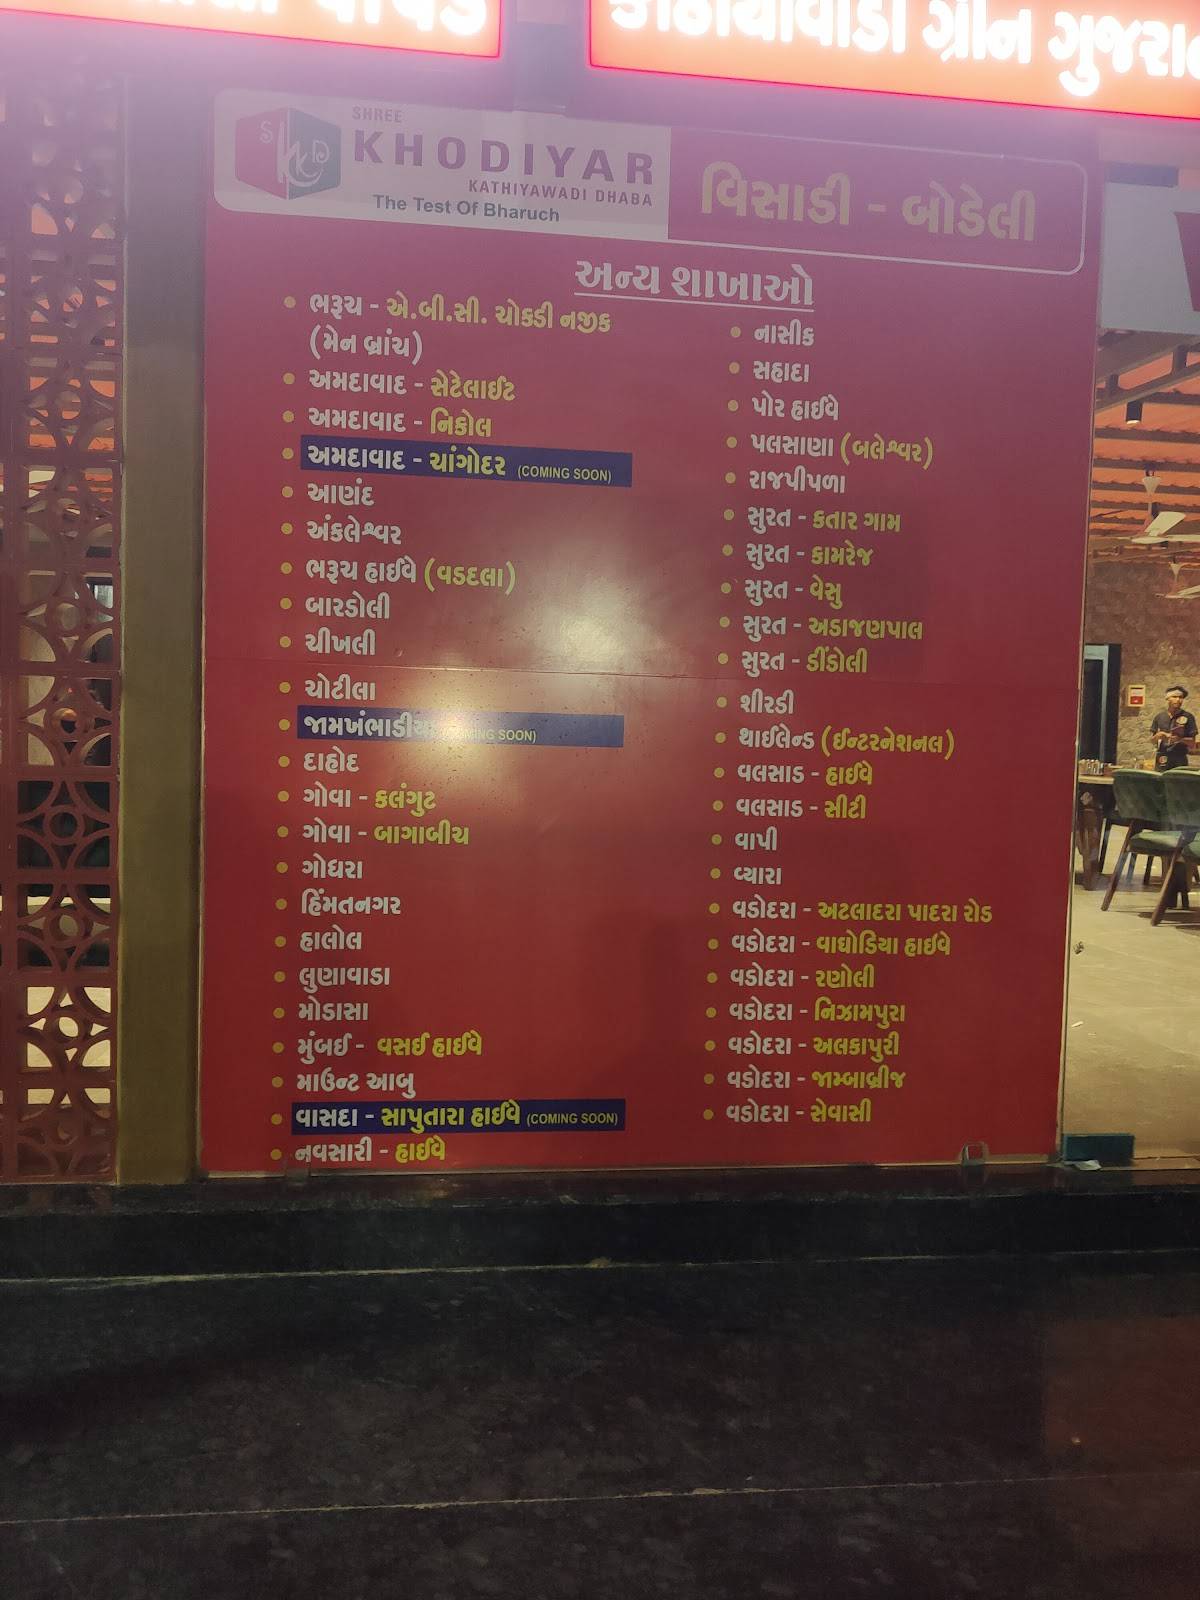 કાઠીયાવાડી ગ્રીન ગુજરા
SHREE
KHODIYAR
KATHIYAWADI DHABA
The Test Of Bharuch
વિસાડી - બોડેલી
અન્ય શાખાઓ
ભરૂચ - એ.બી.સી. ચોકડી નજીક
(મેન બ્રાંચ)
અમદાવાદ - સેટેલાઈટ
અમદાવાદ - નિકોલ
અમદાવાદ - ચાંગોદર (COMING SOON)
આણંદ
અંકલેશ્વર
ભરૂચ હાઈવે (વડદલા)
બારડોલી
ચીખલી
ચોટીલા
જામખંભાડીયા (COMING SOON)
દાહોદ
ગોવા - કલંગુટ
ગોવા - બાગાબીચ
ગોધરા
હિંમતનગર
હાલોલ
લુણાવાડા
મોડાસા
મુંબઈ - વસઈ હાઈવે
માઉન્ટ આબુ
વાસદા - સાપુતારા હાઈવે (COMING SOON)
નવસારી - હાઈવે
નાસીક
સહાદા
પોર હાઈવે
પલસાણા (બલેશ્વર)
રાજપીપળા
સુરત - કતાર ગામ
સુરત - કામરેજ
સુરત - વેસુ
સુરત - અડાજણપાલ
સુરત - ડીંડોલી
શીરડી
થાઈલેન્ડ (ઈન્ટરનેશનલ)
વલસાડ - હાઈવે
વલસાડ - સીટી
વાપી
વ્યારા
વડોદરા - અટલાદરા પાદરા રોડ
વડોદરા - વાઘોડિયા હાઈવે
વડોદરા - રણોલી
વડોદરા - નિઝામપુરા
વડોદરા - અલકાપુરી
વડોદરા - જામ્બાબ્રીજ
વડોદરા - સેવાસી